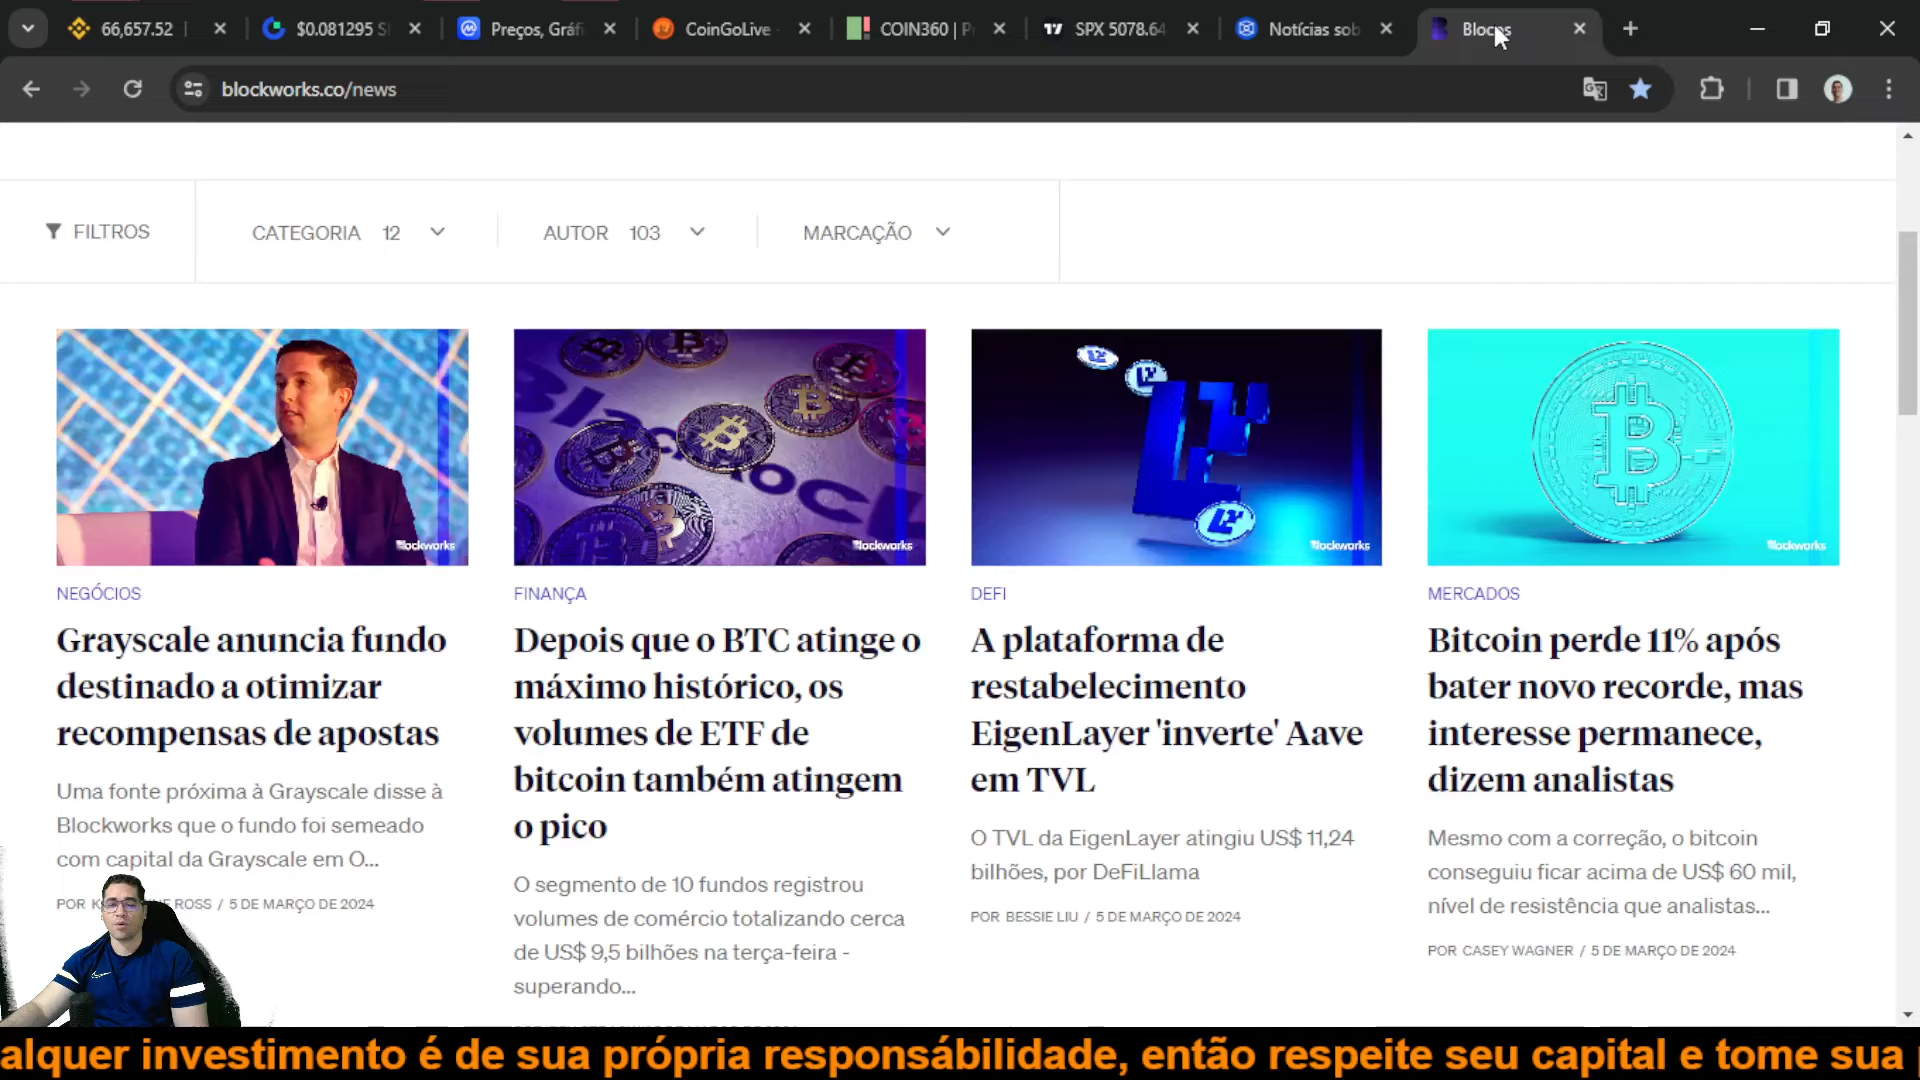 66,657.52
$0.081295 S
Preços, Gráfi
CoinGoLive
COIN360 | P
SPX 5078.64
Notícias sob
blockworks.co/news
FILTROS
CATEGORIA 12
AUTOR 103
MARCAÇÃO
Blockworks
Blockworks
Blockworks
Blockworks
NEGÓCIOS
Grayscale anuncia fundo
destinado a otimizar
recompensas de apostas
Uma fonte próxima à Grayscale disse à
Blockworks que o fundo foi semeado
com capital da Grayscale em O...
POR K ROSS / 5 DE MARÇO DE 2024
FINANÇA
Depois que o BTC atinge o
máximo histórico, os
volumes de ETF de
bitcoin também atingem
o pico
O segmento de 10 fundos registrou
volumes de comércio totalizando cerca
de US$ 9,5 bilhões na terça-feira -
superando...
DEFI
A plataforma de
restabelecimento
EigenLayer 'inverte' Aave
em TVL
O TVL da EigenLayer atingiu US$ 11,24
bilhões, por DeFiLlama
POR BESSIE LIU / 5 DE MARÇO DE 2024
MERCADOS
Bitcoin perde 11% após
bater novo recorde, mas
interesse permanece,
dizem analistas
Mesmo com a correção, o bitcoin
conseguiu ficar acima de US$ 60 mil,
nível de resistência que analistas...
POR CASEY WAGNER / 5 DE MARÇO DE 2024
alquer investimento é de sua própria responsábilidade, então respeite seu capital e tome sua